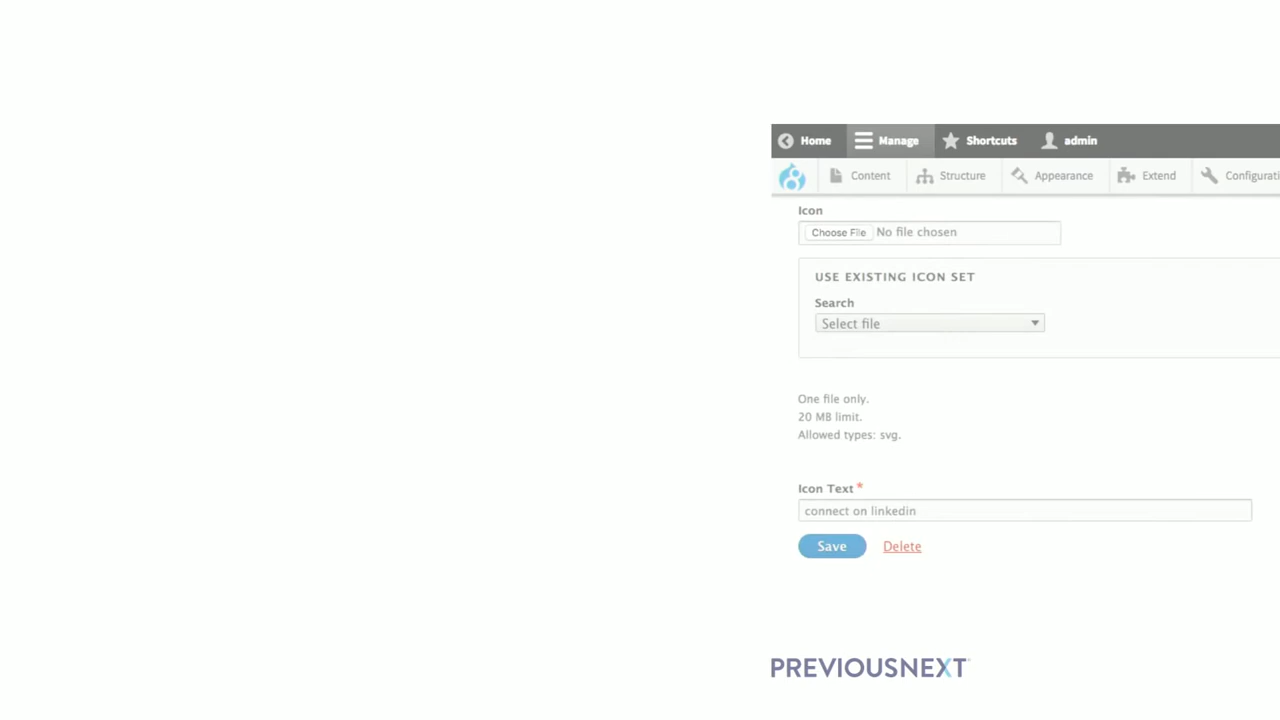 Home Manage Shortcuts admin
Content Structure Appearance Extend Configurati
Icon
Choose File No file chosen
USE EXISTING ICON SET
Search
Select file
One file only.
20 MB limit.
Allowed types: svg.
Icon Text *
connect on linkedin
Save Delete
PREVIOUSNEXT